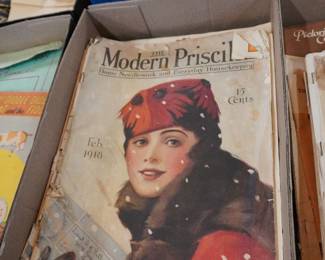 THE
Modern Priscil
Home Needlework and Everyday Housekeeping
15
Cents
Feb
1918